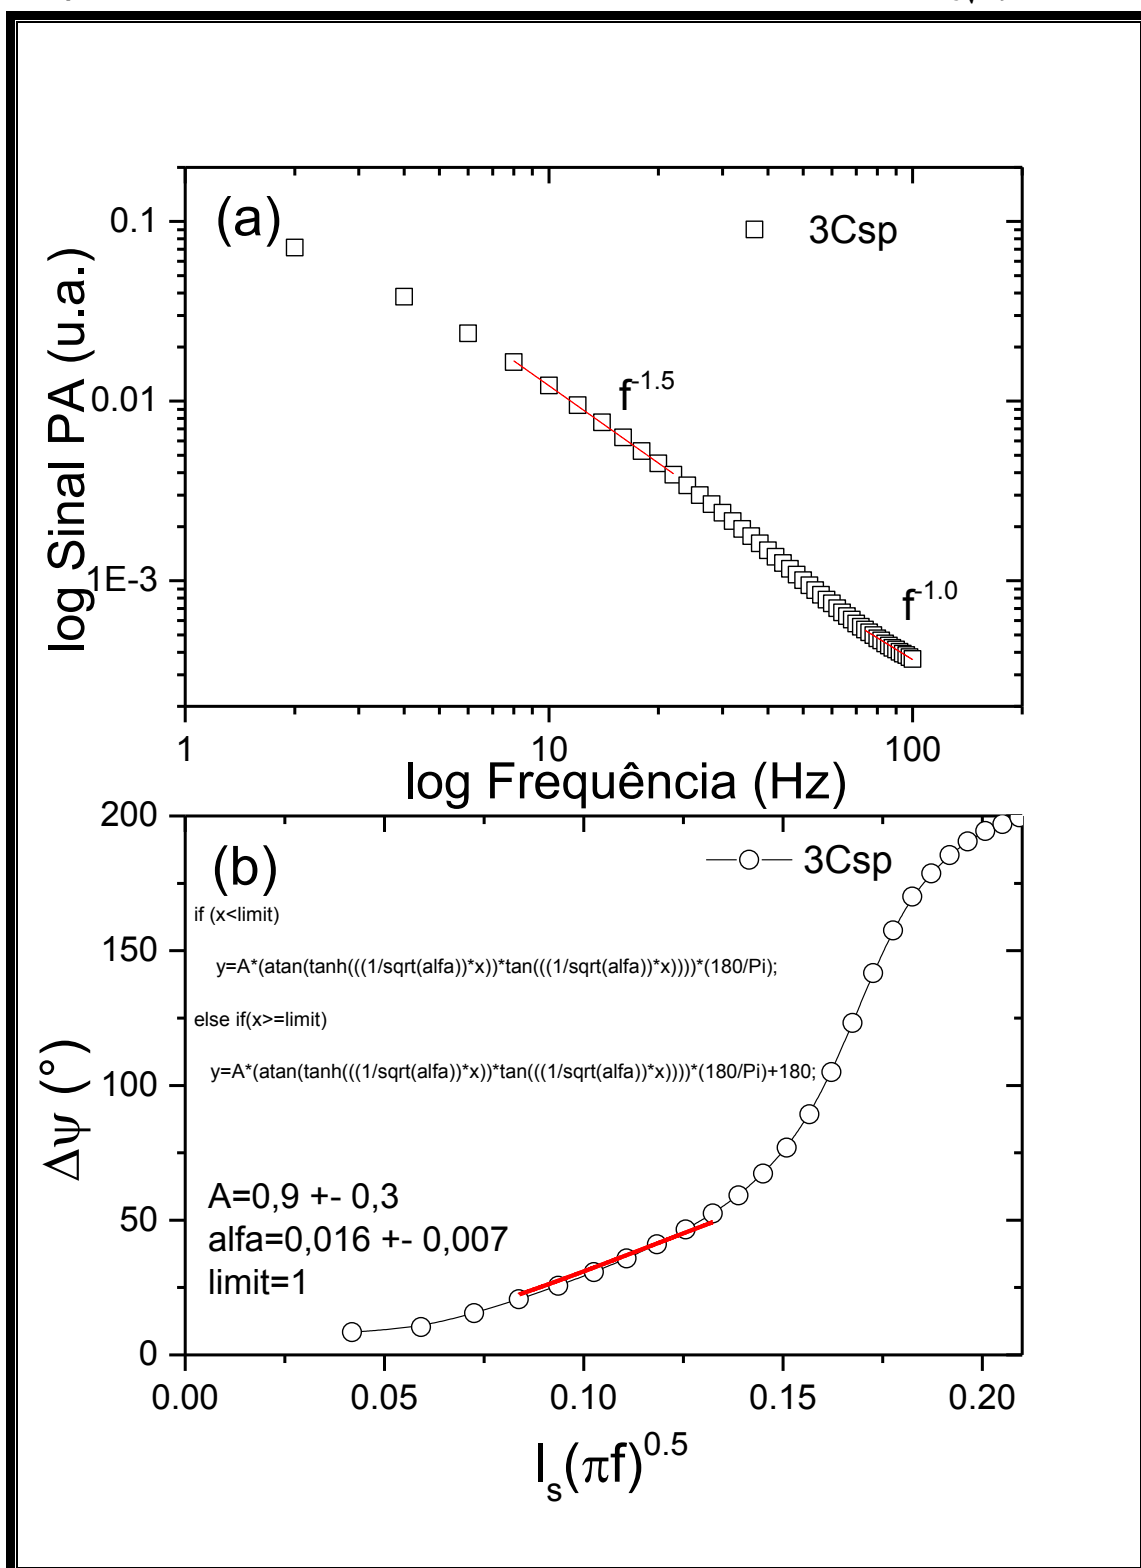 (a)
3Csp
0.1
0.01
1E-3
f^-1.5
f^-1.0
log Sinal PA (u.a.)
1 10 100
log Frequência (Hz)
(b)
3Csp
if (x<limit)
y=A*(atan(tanh(((1/sqrt(alfa))*x))*tan(((1/sqrt(alfa))*x))))*(180/Pi);
else if(x>=limit)
y=A*(atan(tanh(((1/sqrt(alfa))*x))*tan(((1/sqrt(alfa))*x))))*(180/Pi)+180;
A=0,9 +- 0,3
alfa=0,016 +- 0,007
limit=1
200
150
100
50
0
Δψ (°)
0.00 0.05 0.10 0.15 0.20
l_s(πf)^0.5